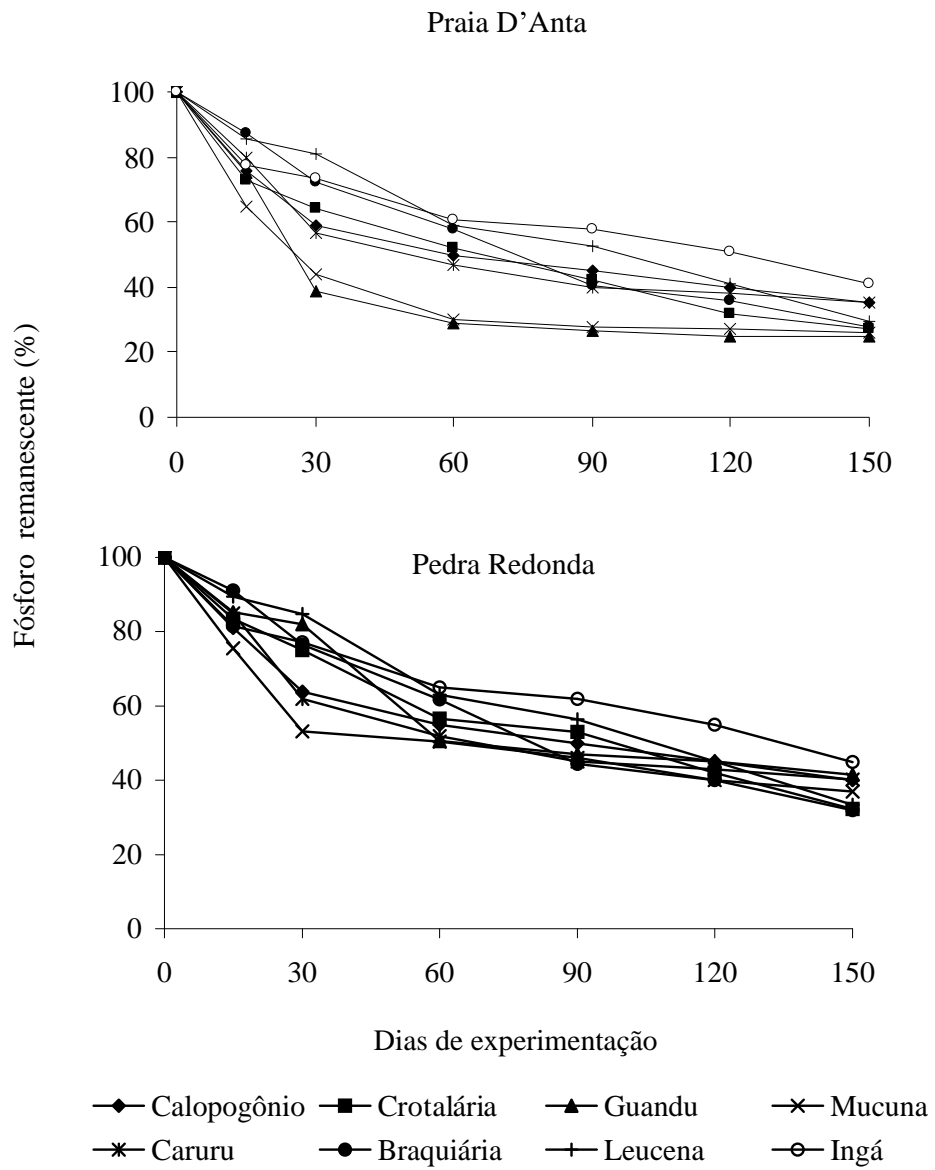 Praia D’Anta
100
80
60
40
20
0
0 30 60 90 120 150
Fósforo remanescente (%)
Pedra Redonda
100
80
60
40
20
0
0 30 60 90 120 150
Dias de experimentação
Calopogônio Crotalária Guandu Mucuna
Caruru Braquiária Leucena Ingá